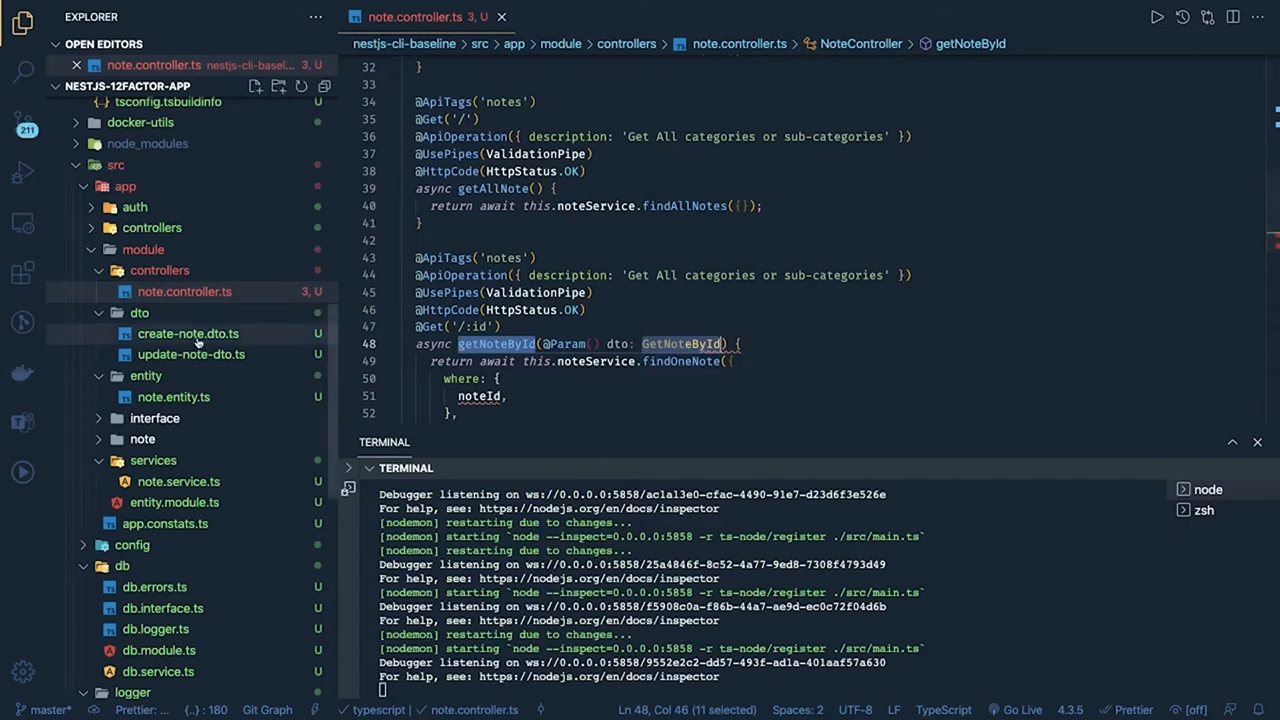 EXPLORER
OPEN EDITORS
note.controller.ts nestjs-cli-basel... 3, U
NESTJS-12FACTOR-APP
tsconfig.tsbuildinfo U
docker-utils
node_modules
src
app
auth
controllers
module
controllers
note.controller.ts 3, U
dto
create-note.dto.ts U
update-note-dto.ts U
entity
note.entity.ts U
interface
note
services
note.service.ts U
entity.module.ts U
app.constats.ts U
config
db
db.errors.ts U
db.interface.ts U
db.logger.ts U
db.module.ts U
db.service.ts U
logger
211
note.controller.ts 3, U
nestjs-cli-baseline > src > app > module > controllers > note.controller.ts > NoteController > getNoteById
32 }
33
34 @ApiTags('notes')
35 @Get('/')
36 @ApiOperation({ description: 'Get All categories or sub-categories' })
37 @UsePipes(ValidationPipe)
38 @HttpCode(HttpStatus.OK)
39 async getAllNote() {
40 return await this.noteService.findAllNotes({});
41 }
42
43 @ApiTags('notes')
44 @ApiOperation({ description: 'Get All categories or sub-categories' })
45 @UsePipes(ValidationPipe)
46 @HttpCode(HttpStatus.OK)
47 @Get('/:id')
48 async getNoteById(@Param() dto: GetNoteById) {
49 return await this.noteService.findOneNote({
50 where: {
51 noteId,
52 },
TERMINAL
TERMINAL
Debugger listening on ws://0.0.0.0:5858/ac1a13e0-cfac-4490-91e7-d23d6f3e526e
For help, see: https://nodejs.org/en/docs/inspector
[nodemon] restarting due to changes...
[nodemon] starting `node --inspect=0.0.0.0:5858 -r ts-node/register ./src/main.ts`
[nodemon] restarting due to changes...
Debugger listening on ws://0.0.0.0:5858/25a4846f-8c52-4a77-9ed8-7308f4793d49
For help, see: https://nodejs.org/en/docs/inspector
[nodemon] starting `node --inspect=0.0.0.0:5858 -r ts-node/register ./src/main.ts`
Debugger listening on ws://0.0.0.0:5858/f5908c0a-f86b-44a7-ae9d-ec0c72f04d6b
For help, see: https://nodejs.org/en/docs/inspector
[nodemon] restarting due to changes...
[nodemon] starting `node --inspect=0.0.0.0:5858 -r ts-node/register ./src/main.ts`
Debugger listening on ws://0.0.0.0:5858/9552e2c2-dd57-493f-ad1a-401aaf57a630
For help, see: https://nodejs.org/en/docs/inspector
node
zsh
master* Prettier: ... {..} : 180 Git Graph typescript | note.controller.ts Ln 48, Col 46 (11 selected) Spaces: 2 UTF-8 LF TypeScript Go Live 4.3.5 Prettier [off]